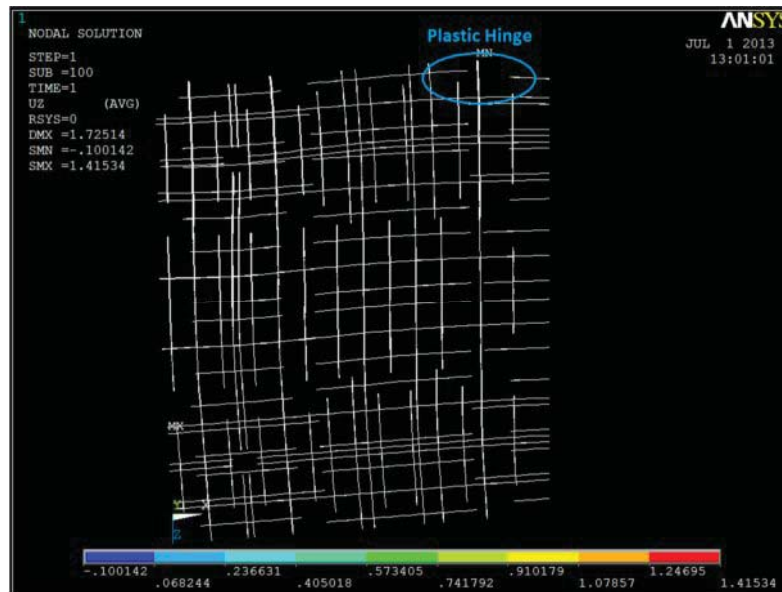 1
NODAL SOLUTION
STEP=1
SUB =100
TIME=1
UZ (AVG)
RSYS=0
DMX =1.72514
SMN =-.100142
SMX =1.41534
Plastic Hinge
MN
ANSYS
JUL 1 2013
13:01:01
MX
Y X
Z
-.100142 .236631 .573405 .910179 1.24695
.068244 .405018 .741792 1.07857 1.41534